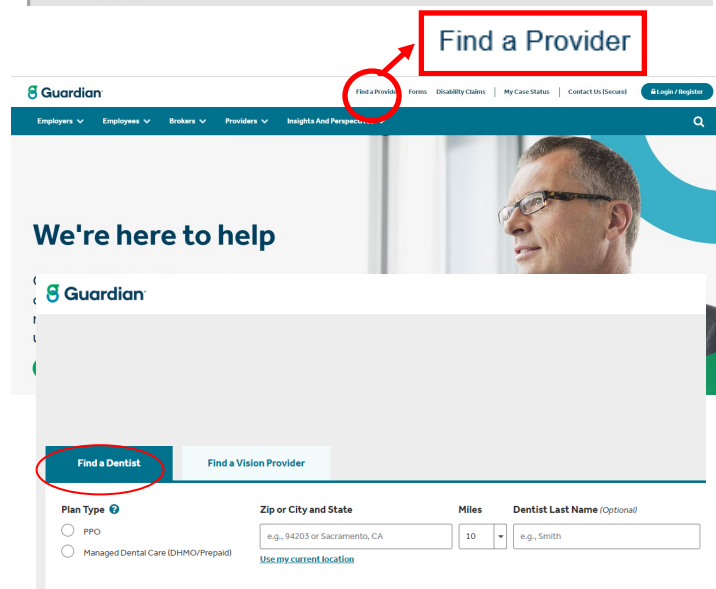 Find a Provider
Guardian
Find a Provide Forms Disability Claims My Case Status Contact Us (Secure) Login / Register
Employers Employees Brokers Providers Insights And Perspec
We're here to help
Guardian
Find a Dentist Find a Vision Provider
Plan Type ? Zip or City and State Miles Dentist Last Name (Optional)
PPO e.g., 94203 or Sacramento, CA 10 e.g., Smith
Managed Dental Care (DHMO/Prepaid) Use my current location